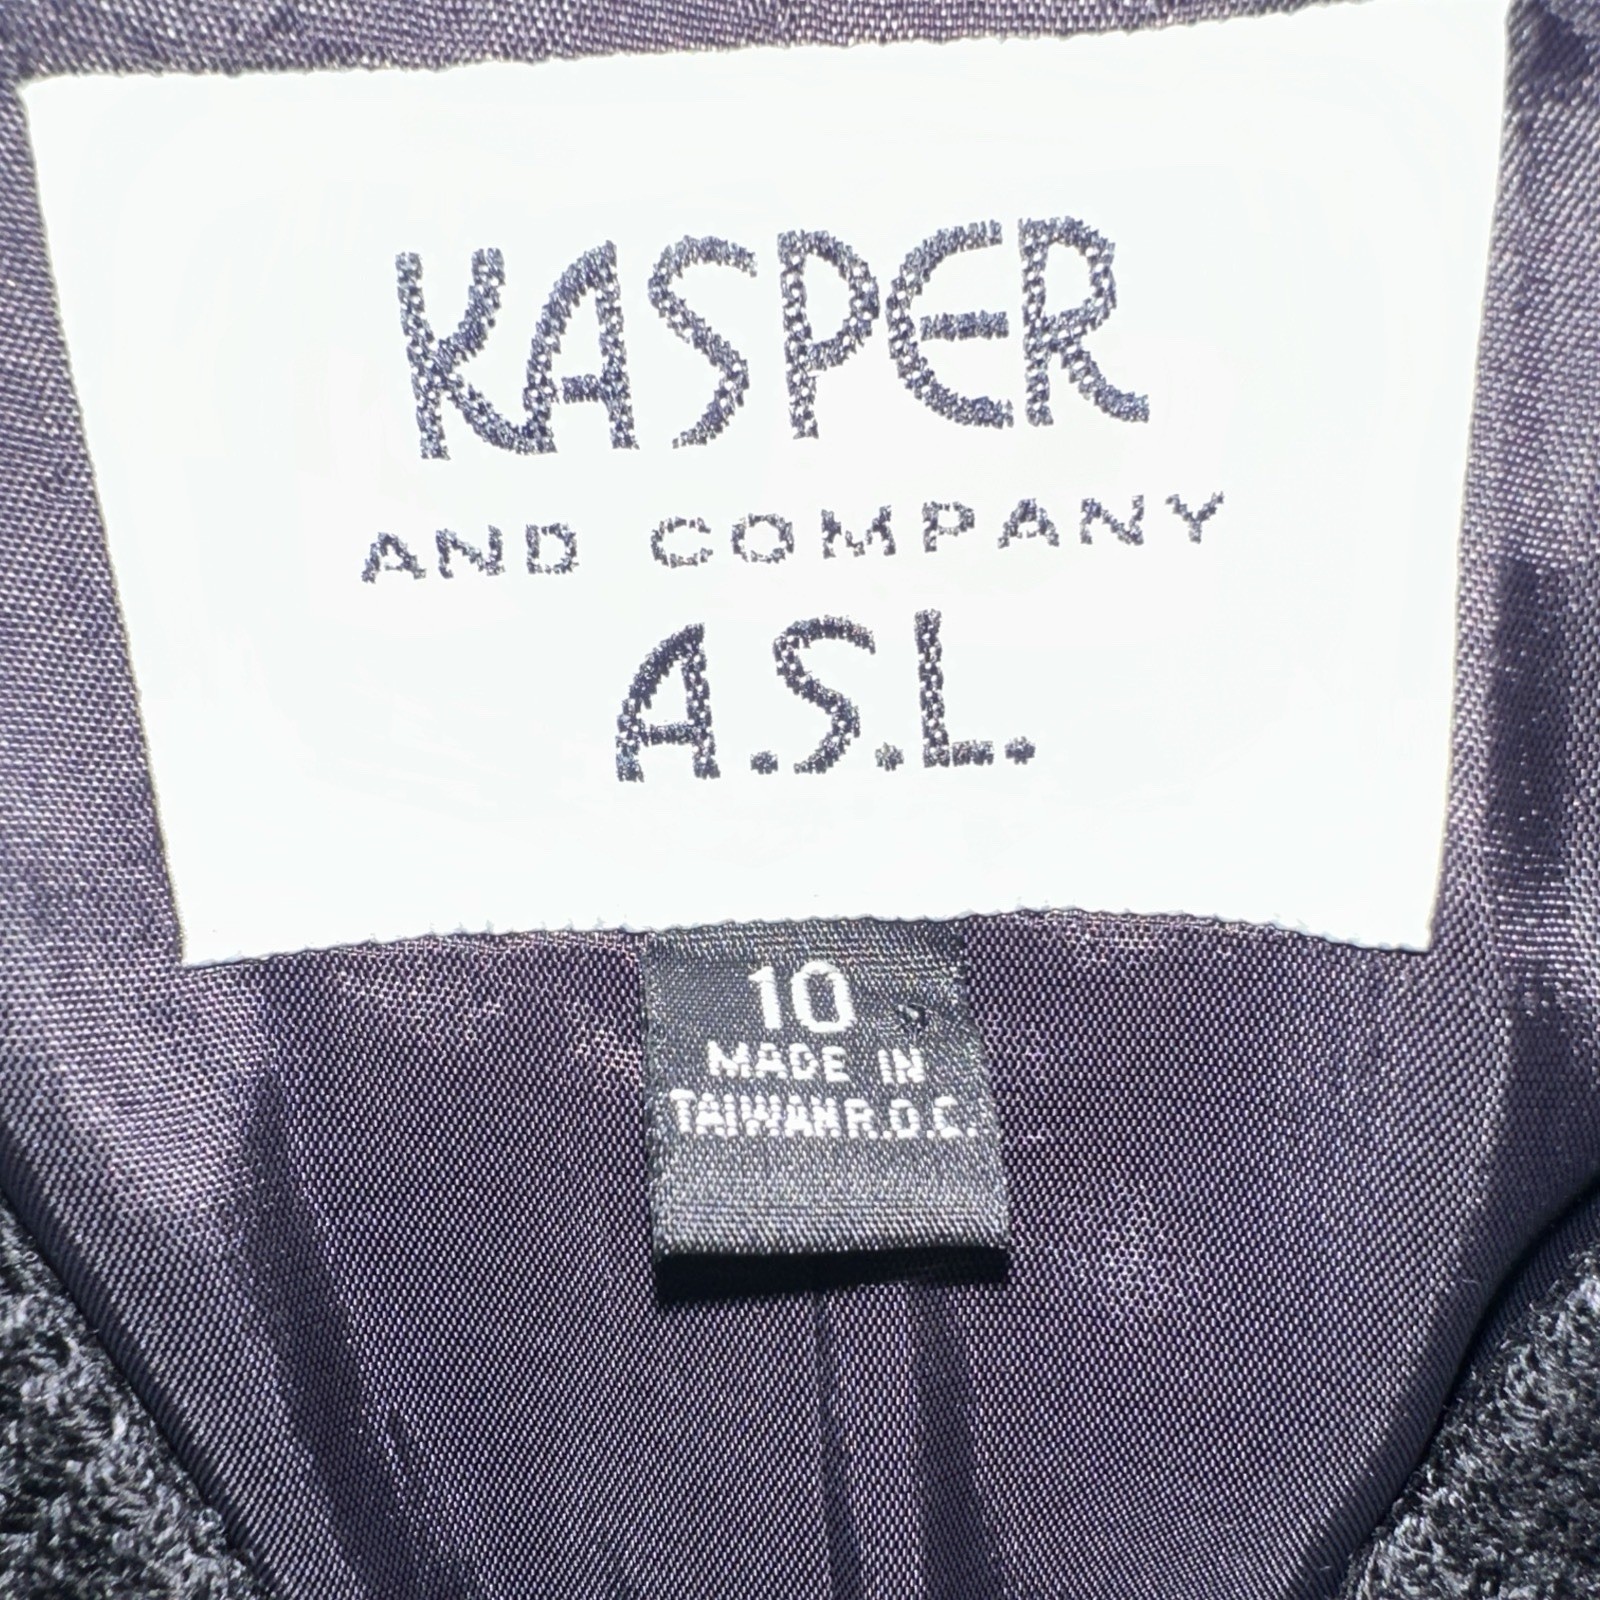 KASPER
AND COMPANY
A.S.L.
10
MADE IN
TAIWAN R.O.C.